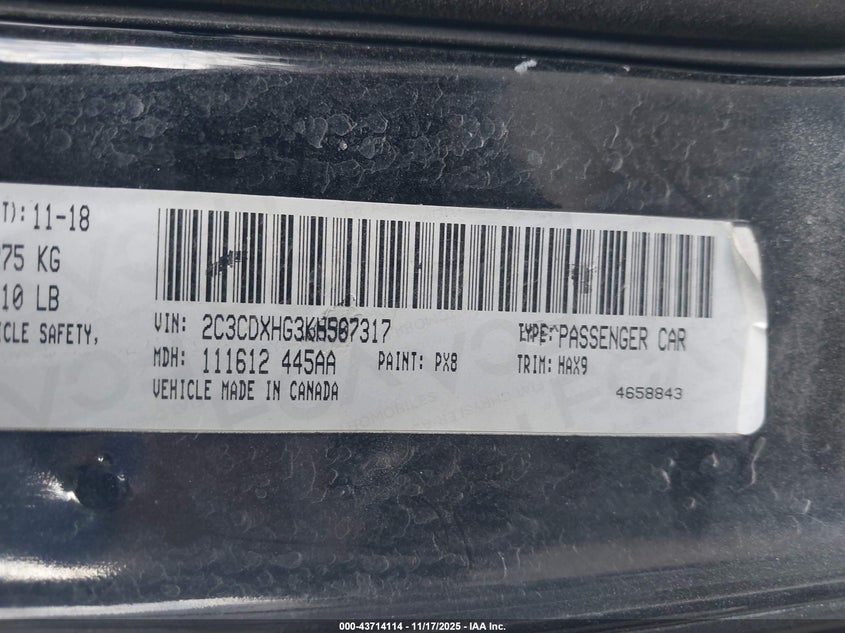 T): 11-18
75 KG
10 LB
ICLE SAFETY,
VIN:
TYPE: PASSENGER CAR
MDH: 111612 445AA PAINT: PX8 TRIM: HAX9
VEHICLE MADE IN CANADA 4658843
000-43714114 - 11/17/2025 - IAA Inc.